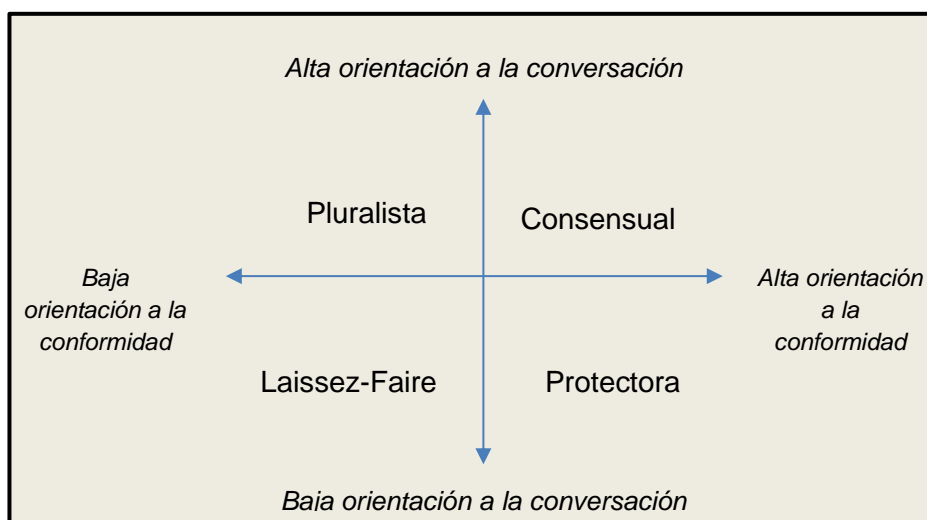 Alta orientación a la conversación
Pluralista
Consensual
Baja
orientación a la
conformidad
Alta orientación
a la
conformidad
Laissez-Faire
Protectora
Baja orientación a la conversación